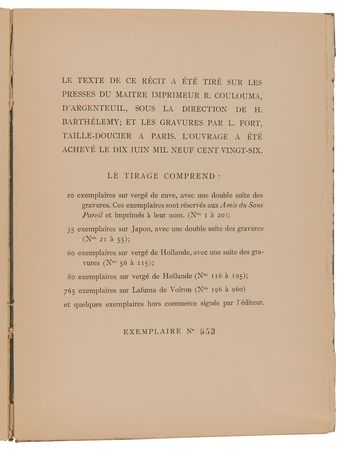 LE TEXTE DE CE RÉCIT A ÉTÉ TIRÉ SUR LES
PRESSES DU MAITRE IMPRIMEUR R. COULOUMA,
D'ARGENTEUIL, SOUS LA DIRECTION DE H.
BARTHÉLEMY; ET LES GRAVURES PAR L. FORT,
TAILLE-DOUCIER A PARIS. L'OUVRAGE A ÉTÉ
ACHEVÉ LE DIX JUIN MIL NEUF CENT VINGT-SIX.
LE TIRAGE COMPREND :
20 exemplaires sur vergé de cuve, avec une double suite des
gravures. Ces exemplaires sont réservés aux Amis du Sans
Pareil et imprimés à leur nom. (Nos 1 à 20);
35 exemplaires sur Japon, avec une double suite des gravures
(Nos 21 à 55);
60 exemplaires sur vergé de Hollande, avec une suite des gra-
vures (Nos 56 à 115);
80 exemplaires sur vergé de Hollande (Nos 116 à 195);
765 exemplaires sur Lafuma de Voiron (Nos 196 à 960)
et quelques exemplaires hors commerce signés par l'éditeur.
EXEMPLAIRE No